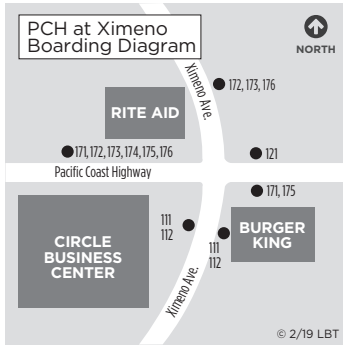 PCH at Ximeno
Boarding Diagram
NORTH
Ximeno Ave.
172, 173, 176
RITE AID
171, 172, 173, 174, 175, 176
121
Pacific Coast Highway
171, 175
111
112
BURGER
KING
111
112
CIRCLE
BUSINESS
CENTER
Ximeno Ave.
© 2/19 LBT